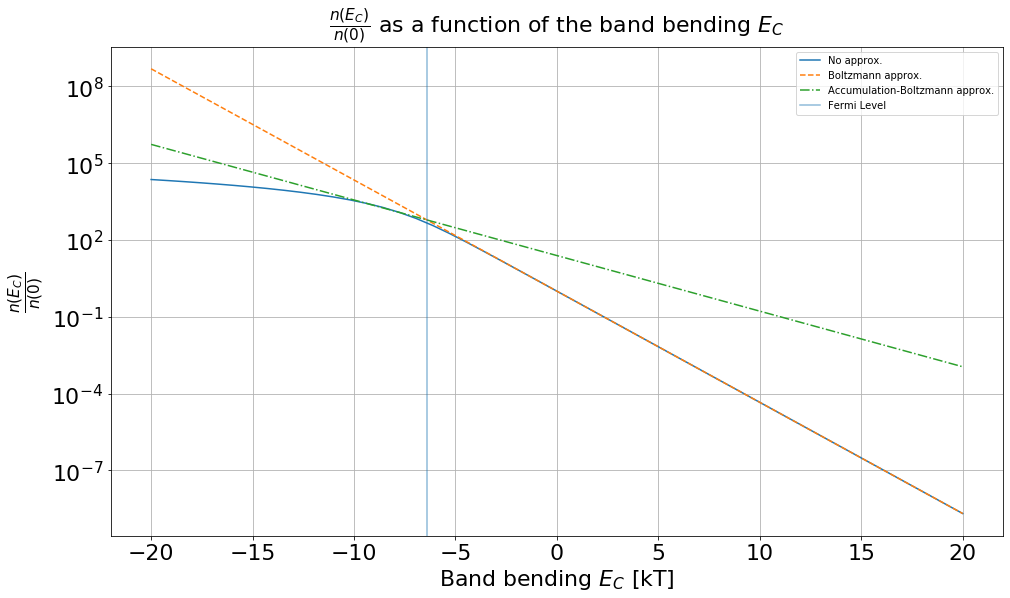 $\frac{n(E_C)}{n(0)}$ as a function of the band bending $E_C$
No approx.
Boltzmann approx.
Accumulation-Boltzmann approx.
Fermi Level
$\frac{n(E_C)}{n(0)}$
$10^{8}$
$10^{5}$
$10^{2}$
$10^{-1}$
$10^{-4}$
$10^{-7}$
−20 −15 −10 −5 0 5 10 15 20
Band bending $E_C$ [kT]